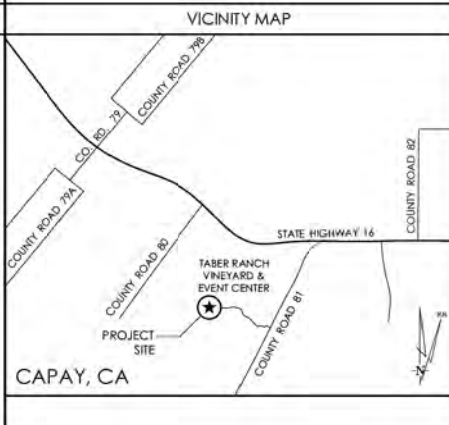 VICINITY MAP
COUNTY ROAD 79B
CO. RD. 79
COUNTY ROAD 79A
COUNTY ROAD 80
COUNTY ROAD 82
STATE HIGHWAY 16
TABER RANCH
VINEYARD &
EVENT CENTER
PROJECT
SITE
COUNTY ROAD 81
CAPAY, CA
N